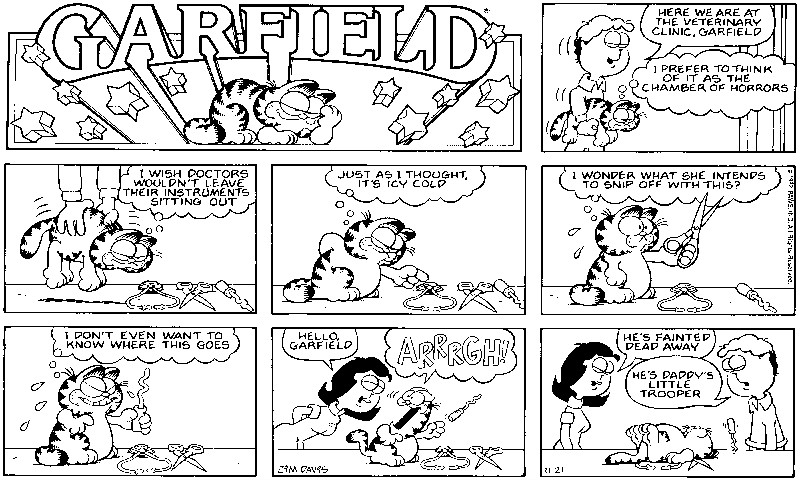 GARFIELD
HERE WE ARE AT
THE VETERINARY
CLINIC, GARFIELD
I PREFER TO THINK
OF IT AS THE
CHAMBER OF HORRORS
I WISH DOCTORS
WOULDN'T LEAVE
THEIR INSTRUMENTS
SITTING OUT
JUST AS I THOUGHT,
IT'S ICY COLD
I WONDER WHAT SHE INTENDS
TO SNIP OFF WITH THIS?
I DON'T EVEN WANT TO
KNOW WHERE THIS GOES
HELLO,
GARFIELD
ARRRGH!
JIM DAVIS
HE'S FAINTED
DEAD AWAY
HE'S DADDY'S
LITTLE
TROOPER
11-21